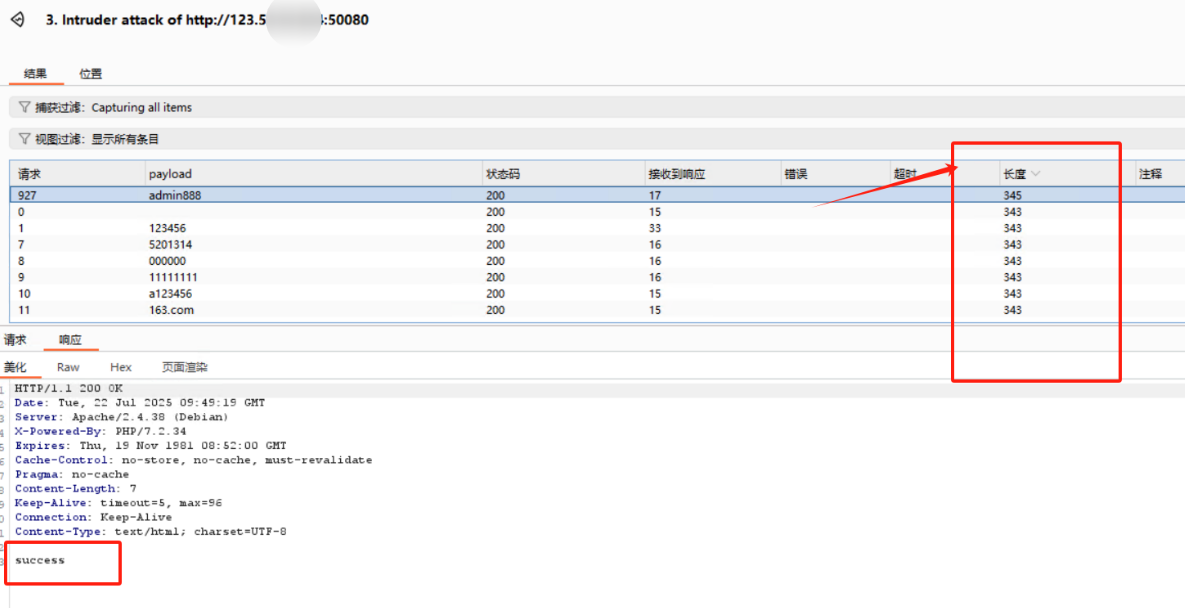 3. Intruder attack of http://123.5 :50080
结果 位置
捕获过滤: Capturing all items
视图过滤: 显示所有条目
请求 payload 状态码 接收到响应 错误 超时 长度 注释
927 admin888 200 17 345
0 200 15 343
1 123456 200 33 343
7 5201314 200 16 343
8 000000 200 16 343
9 11111111 200 16 343
10 a123456 200 15 343
11 163.com 200 15 343
请求 响应
美化 Raw Hex 页面渲染
1 HTTP/1.1 200 OK
2 Date: Tue, 22 Jul 2025 09:49:19 GMT
3 Server: Apache/2.4.38 (Debian)
4 X-Powered-By: PHP/7.2.34
5 Expires: Thu, 19 Nov 1981 08:52:00 GMT
6 Cache-Control: no-store, no-cache, must-revalidate
7 Pragma: no-cache
8 Content-Length: 7
9 Keep-Alive: timeout=5, max=96
0 Connection: Keep-Alive
1 Content-Type: text/html; charset=UTF-8
2
3 success